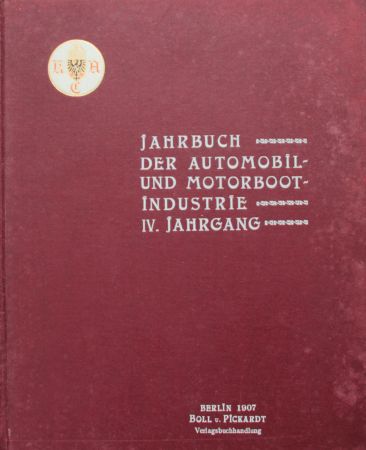 K A
C
JAHRBUCH
DER AUTOMOBIL-
UND MOTORBOOT-
INDUSTRIE
IV. JAHRGANG
BERLIN 1907
BOLL u. PICKARDT
Verlagsbuchhandlung